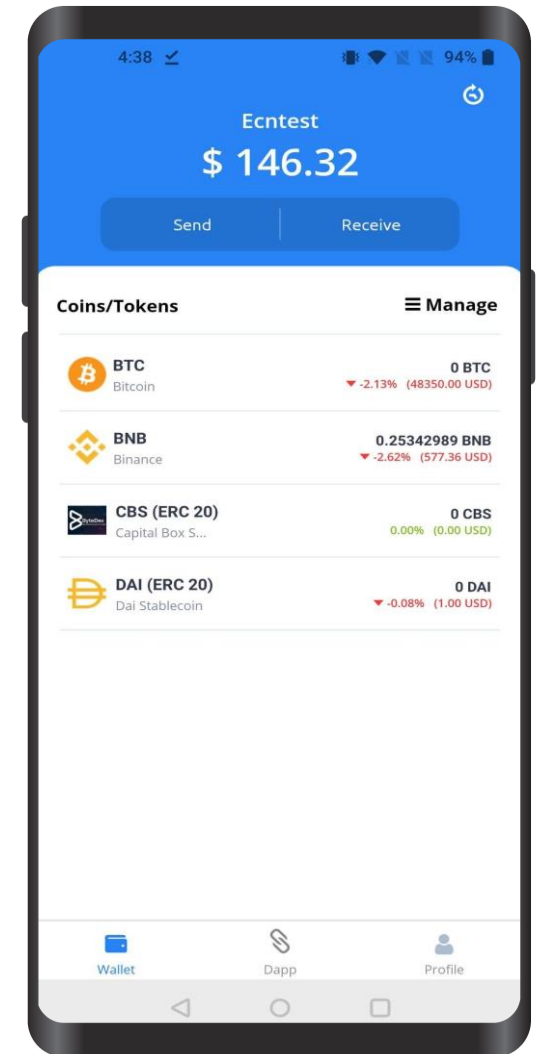 4:38
94%
Ecntest
$ 146.32
Send
Receive
Coins/Tokens
Manage
BTC
0 BTC
Bitcoin
-2.13% (48350.00 USD)
BNB
0.25342989 BNB
Binance
-2.62% (577.36 USD)
CBS (ERC 20)
0 CBS
ByteDex
Capital Box S...
0.00% (0.00 USD)
DAI (ERC 20)
0 DAI
Dai Stablecoin
-0.08% (1.00 USD)
Wallet
Dapp
Profile